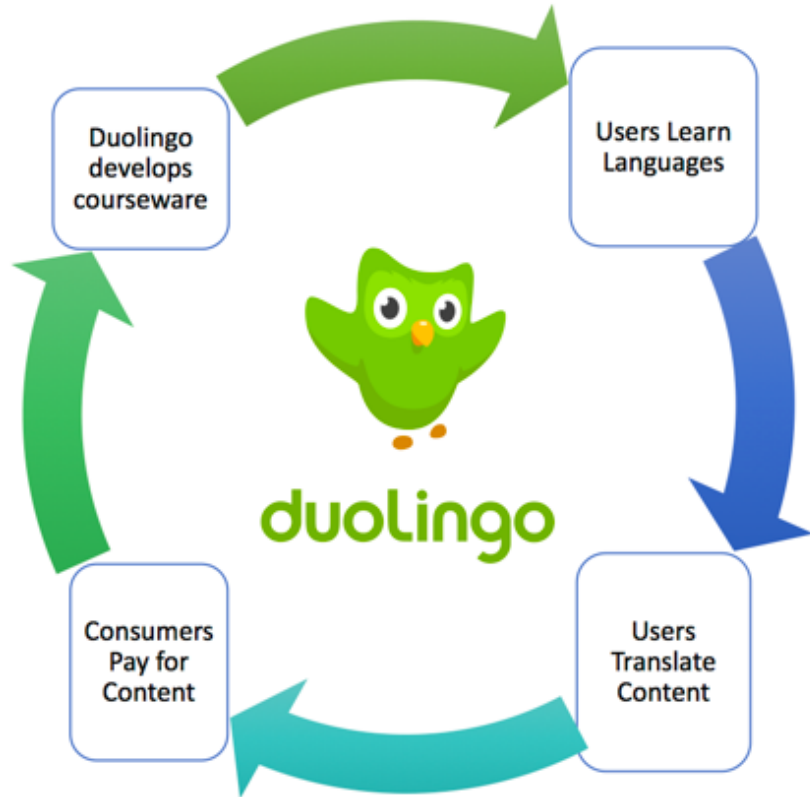 Duolingo
develops
courseware
Users Learn
Languages
duolingo
Consumers
Pay for
Content
Users
Translate
Content